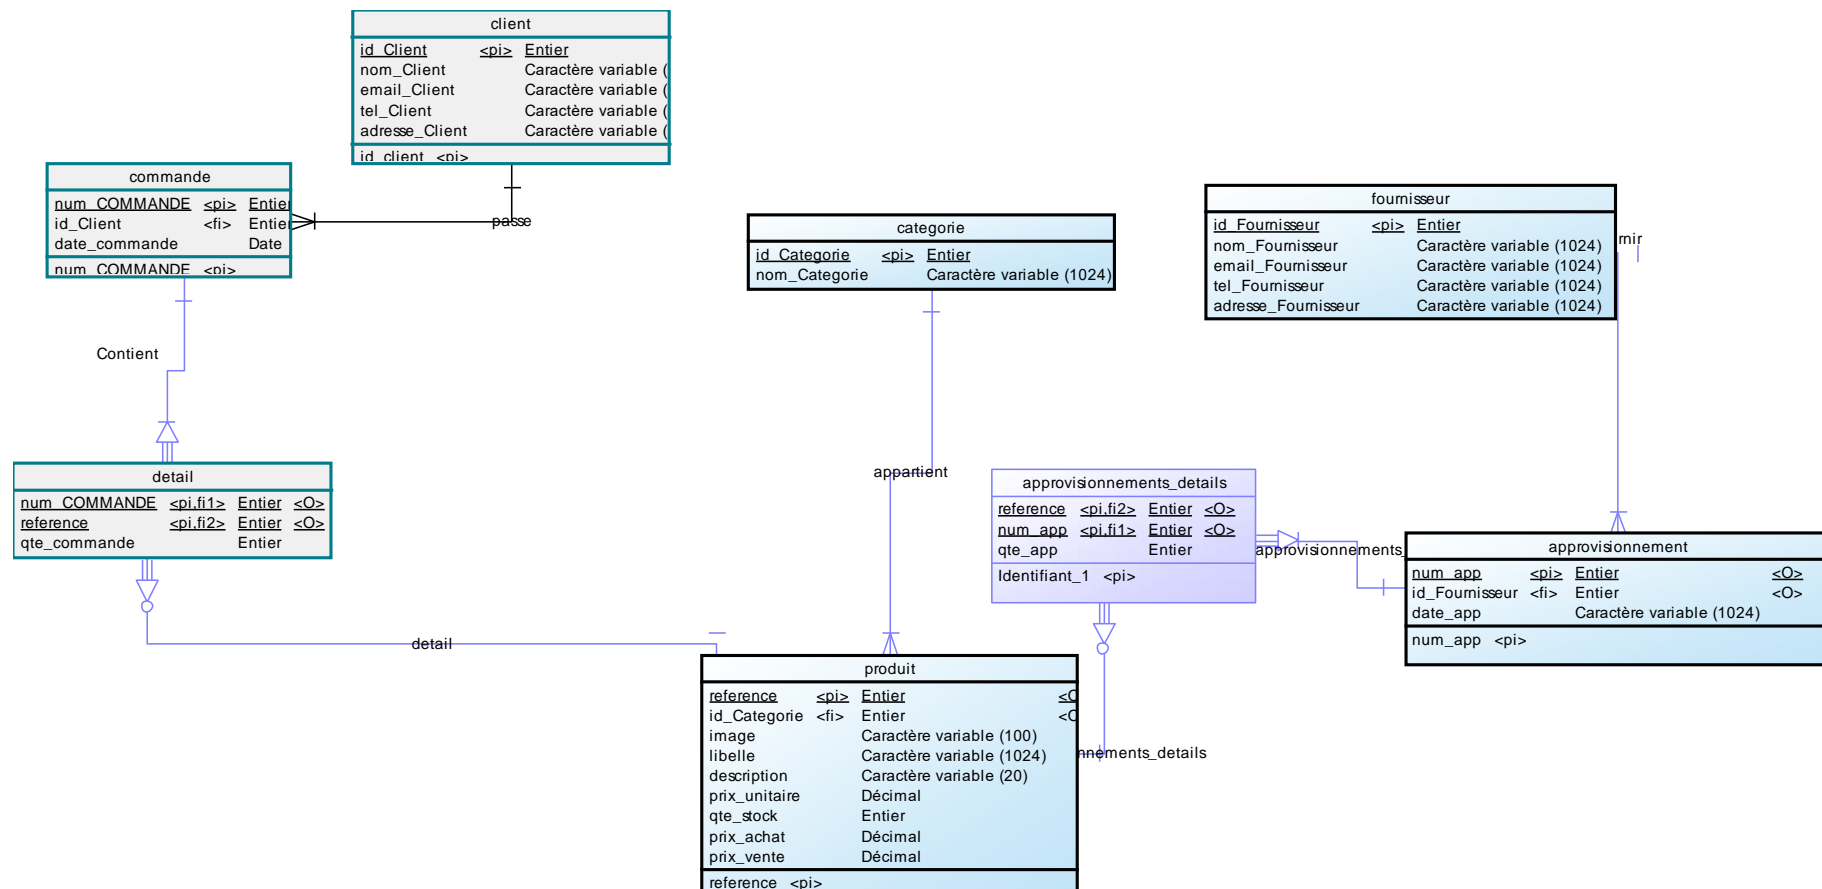 client
id_Client <pi> Entier
nom_Client Caractère variable (
email_Client Caractère variable (
tel_Client Caractère variable (
adresse_Client Caractère variable (
id_client <pi>
commande
num_COMMANDE <pi> Entier
id_Client <fi> Entier
date_commande Date
num_COMMANDE <pi>
passe
categorie
id_Categorie <pi> Entier
nom_Categorie Caractère variable (1024)
fournisseur
id_Fournisseur <pi> Entier
nom_Fournisseur Caractère variable (1024)
email_Fournisseur Caractère variable (1024)
tel_Fournisseur Caractère variable (1024)
adresse_Fournisseur Caractère variable (1024)
rnir
Contient
detail
num_COMMANDE <pi,fi1> Entier <O>
reference <pi,fi2> Entier <O>
qte_commande Entier
appartient
approvisionnements_details
reference <pi,fi2> Entier <O>
num_app <pi,fi1> Entier <O>
qte_app Entier
Identifiant_1 <pi>
approvisionnements_
approvisionnement
num_app <pi> Entier <O>
id_Fournisseur <fi> Entier <O>
date_app Caractère variable (1024)
num_app <pi>
detail
produit
reference <pi> Entier <O
id_Categorie <fi> Entier <O
image Caractère variable (100)
libelle Caractère variable (1024)
description Caractère variable (20)
prix_unitaire Décimal
qte_stock Entier
prix_achat Décimal
prix_vente Décimal
reference <pi>
nnements_details